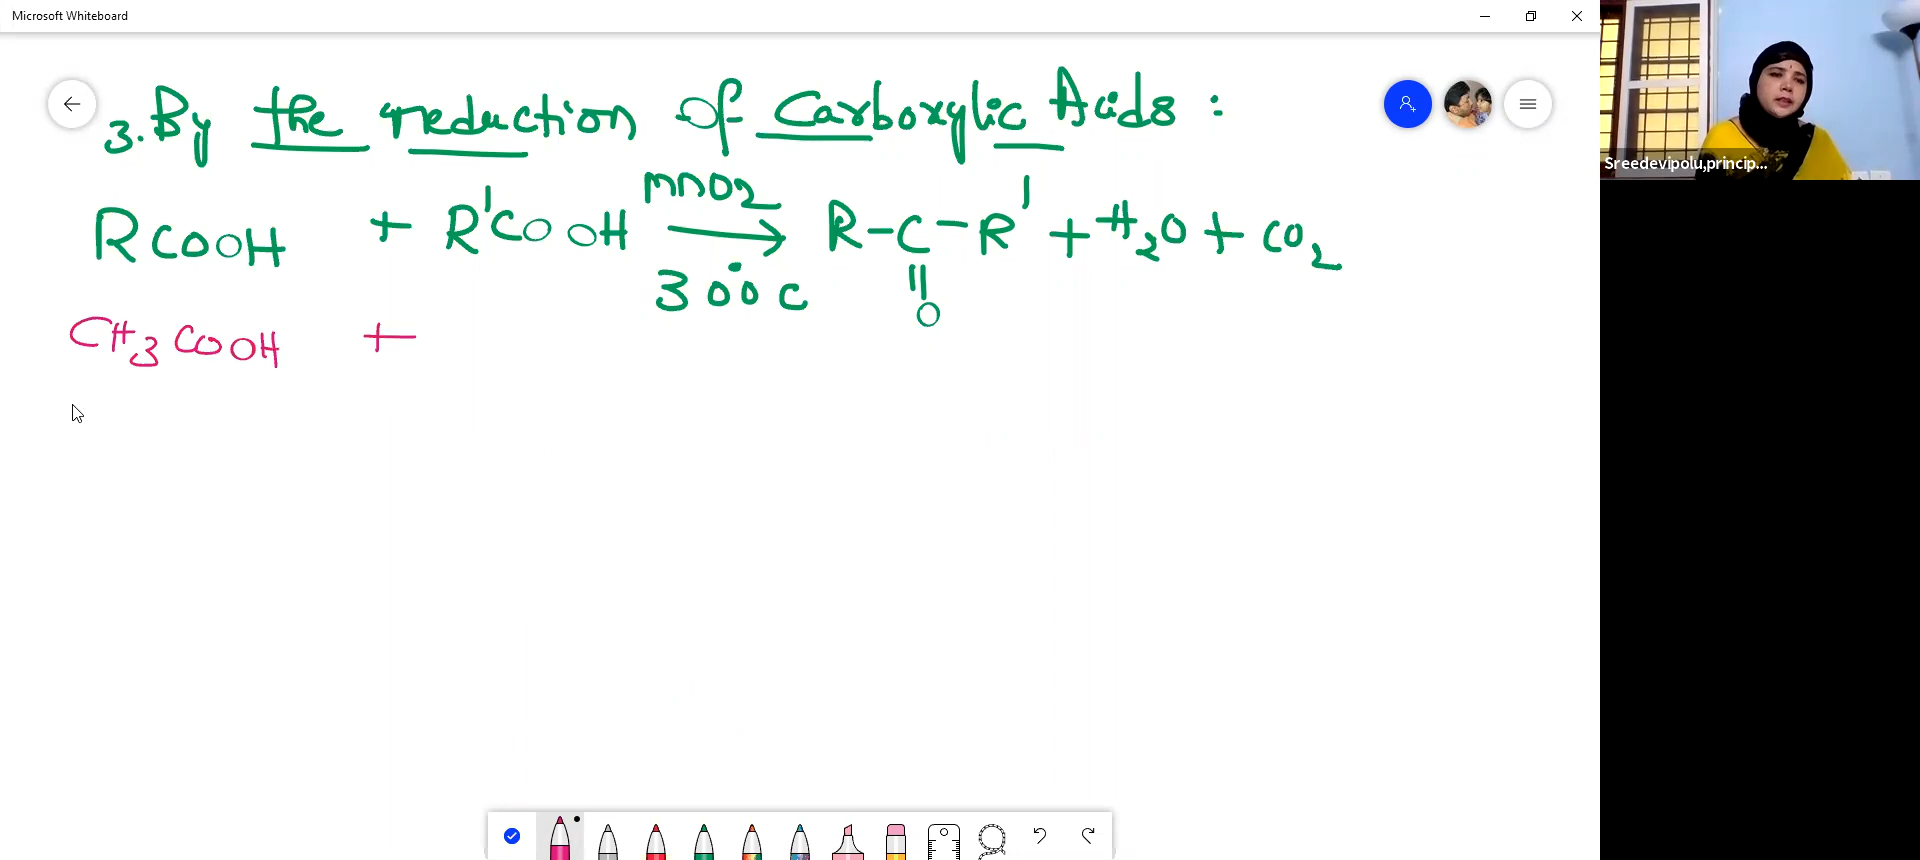 Microsoft Whiteboard
3. By the reduction of Carboxylic Acids :
RCOOH + R'COOH MnO2 → 300°C R-C-R' + H2O + CO2
||
O
CH3COOH +
Sreedevipolu,princip...